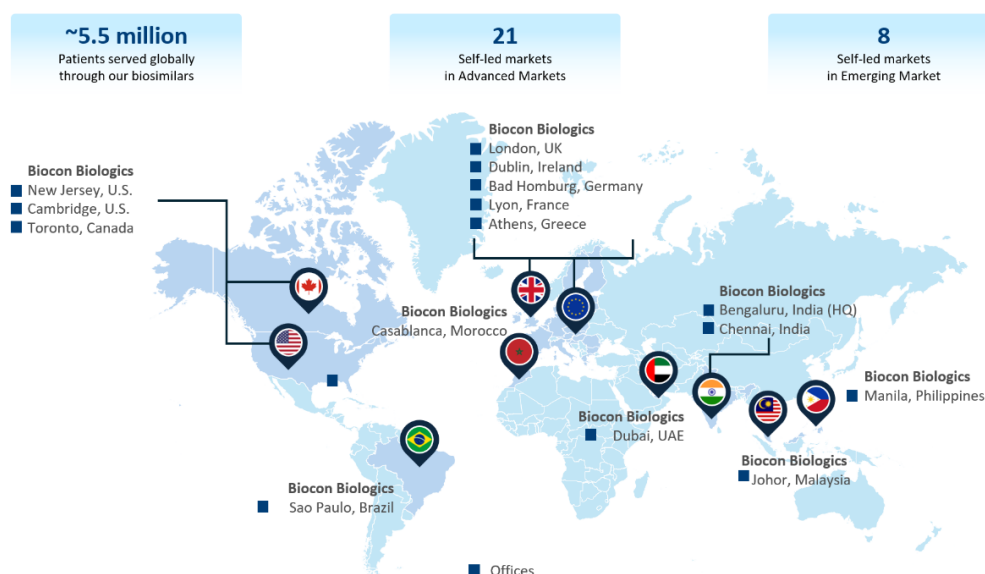 ~5.5 million
Patients served globally
through our biosimilars
21
Self-led markets
in Advanced Markets
8
Self-led markets
in Emerging Market
Biocon Biologics
New Jersey, U.S.
Cambridge, U.S.
Toronto, Canada
Biocon Biologics
London, UK
Dublin, Ireland
Bad Homburg, Germany
Lyon, France
Athens, Greece
Biocon Biologics
Casablanca, Morocco
Biocon Biologics
Bengaluru, India (HQ)
Chennai, India
Biocon Biologics
Manila, Philippines
Biocon Biologics
Dubai, UAE
Biocon Biologics
Johor, Malaysia
Biocon Biologics
Sao Paulo, Brazil
Offices